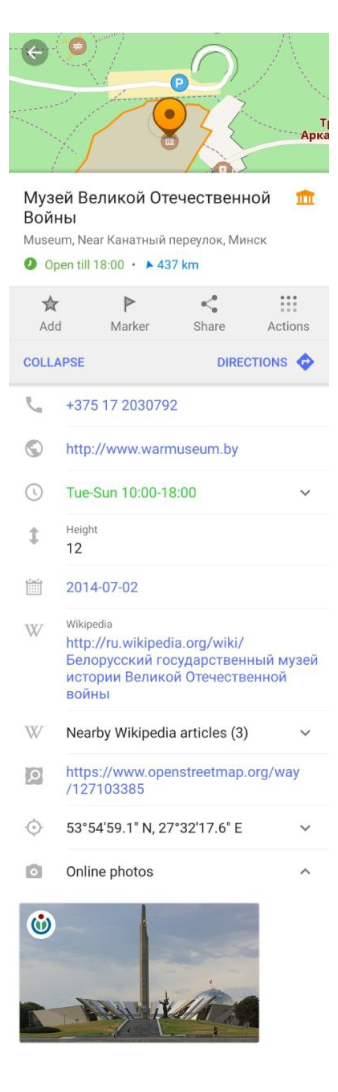 P
Т
Арка
Музей Великой Отечественной
Войны
Museum, Near Канатный переулок, Минск
Open till 18:00 • 437 km
Add Marker Share Actions
COLLAPSE DIRECTIONS
+375 17 2030792
http://www.warmuseum.by
Tue-Sun 10:00-18:00
Height
12
2014-07-02
W Wikipedia
http://ru.wikipedia.org/wiki/
Белорусский государственный музей
истории Великой Отечественной
войны
W Nearby Wikipedia articles (3)
https://www.openstreetmap.org/way
/127103385
53°54'59.1" N, 27°32'17.6" E
Online photos